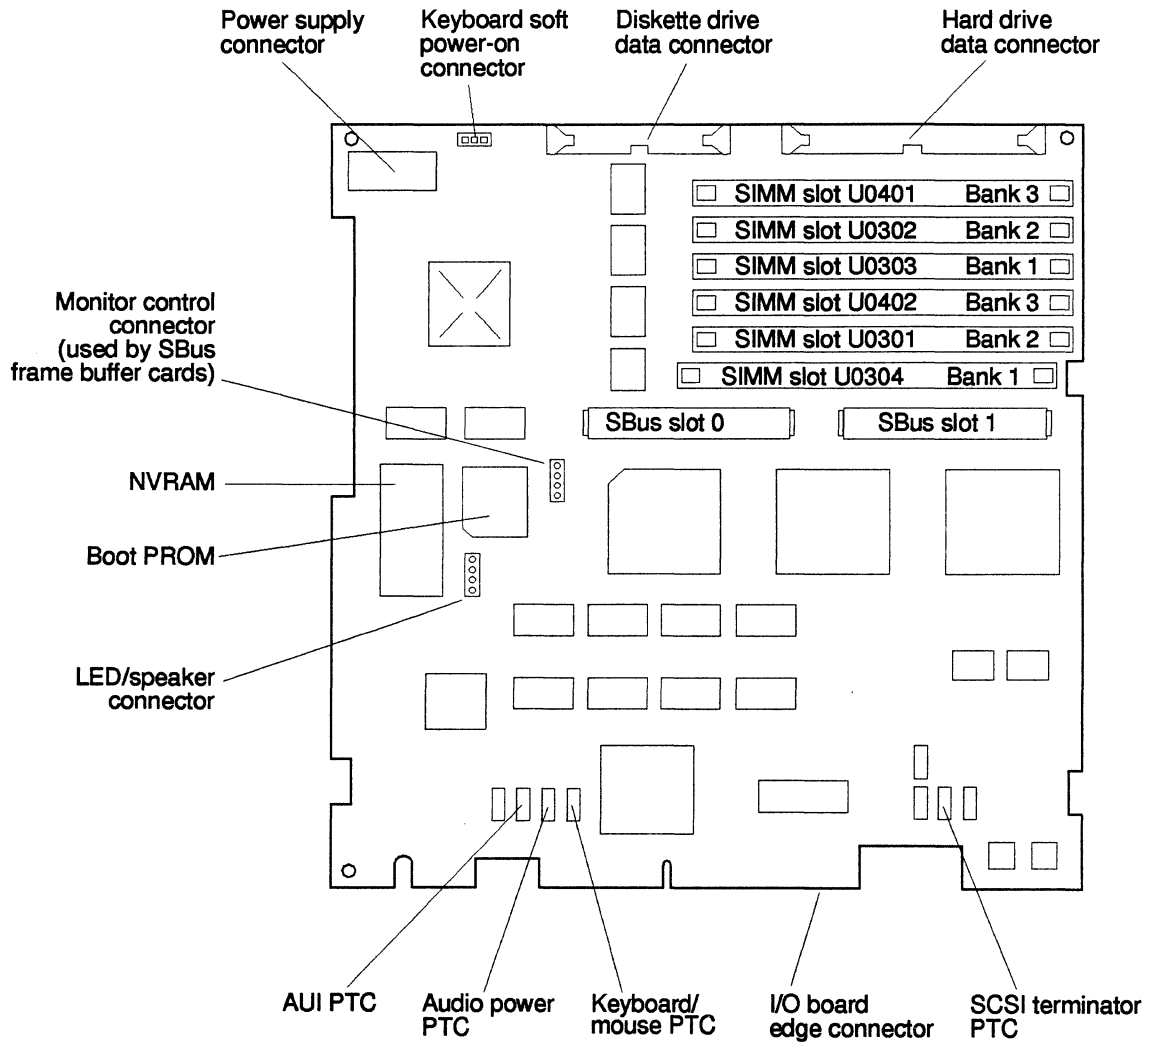 Power supply
connector
Keyboard soft
power-on
connector
Diskette drive
data connector
Hard drive
data connector
SIMM slot U0401 Bank 3
SIMM slot U0302 Bank 2
SIMM slot U0303 Bank 1
SIMM slot U0402 Bank 3
SIMM slot U0301 Bank 2
SIMM slot U0304 Bank 1
Monitor control
connector
(used by SBus
frame buffer cards)
SBus slot 0
SBus slot 1
NVRAM
Boot PROM
LED/speaker
connector
AUI PTC
Audio power
PTC
Keyboard/
mouse PTC
I/O board
edge connector
SCSI terminator
PTC